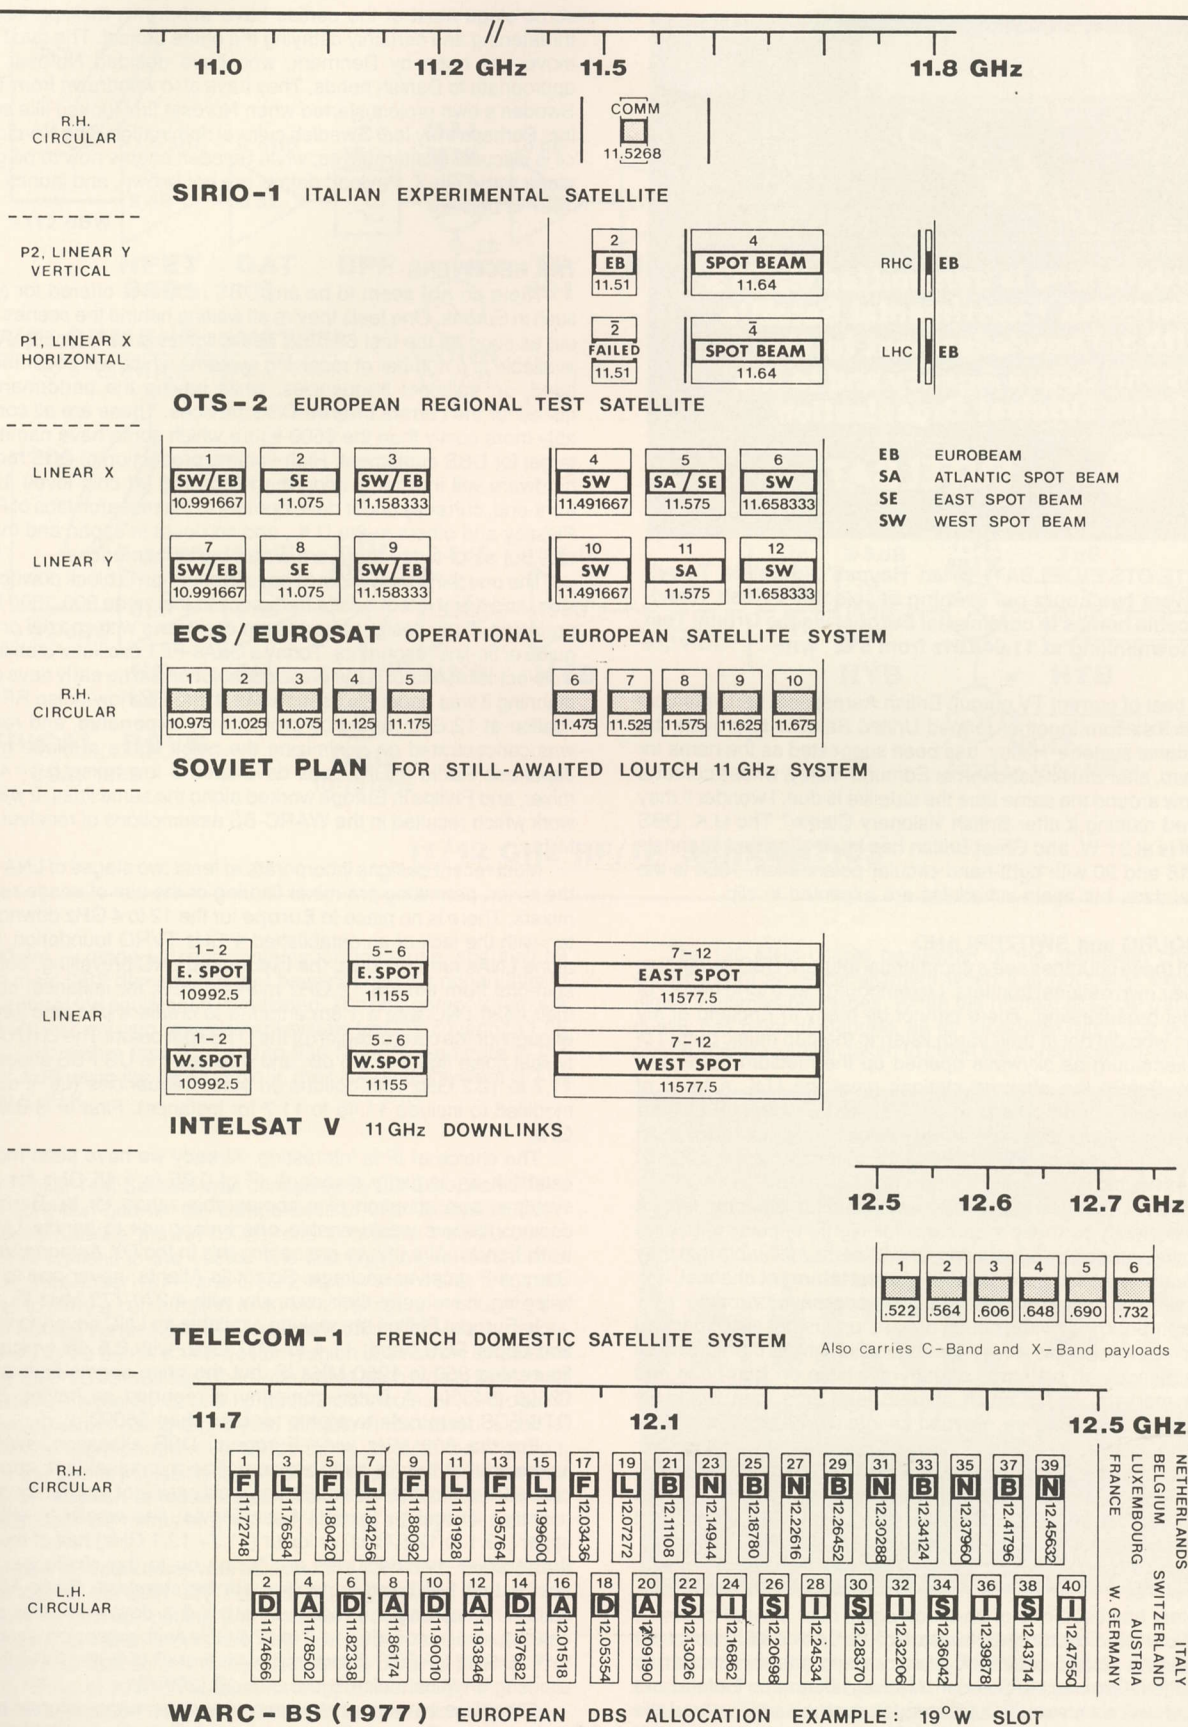 11.0 11.2 GHz // 11.5 11.8 GHz
R.H.
CIRCULAR
COMM
11.5268
SIRIO-1 ITALIAN EXPERIMENTAL SATELLITE
P2, LINEAR Y
VERTICAL
2 4
EB SPOT BEAM RHC EB
11.51 11.64
P1, LINEAR X
HORIZONTAL
2̄ 4̄
FAILED SPOT BEAM LHC EB
11.51 11.64
OTS-2 EUROPEAN REGIONAL TEST SATELLITE
LINEAR X
1 2 3 4 5 6
SW/EB SE SW/EB SW SA/SE SW
10.991667 11.075 11.158333 11.491667 11.575 11.658333
EB EUROBEAM
SA ATLANTIC SPOT BEAM
SE EAST SPOT BEAM
SW WEST SPOT BEAM
LINEAR Y
7 8 9 10 11 12
SW/EB SE SW/EB SW SA SW
10.991667 11.075 11.158333 11.491667 11.575 11.658333
ECS/EUROSAT OPERATIONAL EUROPEAN SATELLITE SYSTEM
R.H.
CIRCULAR
1 2 3 4 5 6 7 8 9 10
10.975 11.025 11.075 11.125 11.175 11.475 11.525 11.575 11.625 11.675
SOVIET PLAN FOR STILL-AWAITED LOUTCH 11 GHz SYSTEM
LINEAR
1-2 5-6 7-12
E. SPOT E. SPOT EAST SPOT
10992.5 11155 11577.5
1-2 5-6 7-12
W. SPOT W. SPOT WEST SPOT
10992.5 11155 11577.5
INTELSAT V 11 GHz DOWNLINKS
12.5 12.6 12.7 GHz
1 2 3 4 5 6
.522 .564 .606 .648 .690 .732
TELECOM-1 FRENCH DOMESTIC SATELLITE SYSTEM
Also carries C-Band and X-Band payloads
11.7 12.1 12.5 GHz
R.H.
CIRCULAR
1 3 5 7 9 11 13 15 17 19 21 23 25 27 29 31 33 35 37 39
F L F L F L F L F L B N B N B N B N B N
11.72748 11.76584 11.80420 11.84256 11.88092 11.91928 11.95764 11.99600 12.03436 12.07272 12.11108 12.14944 12.18780 12.22616 12.26452 12.30288 12.34124 12.37960 12.41796 12.45632
L.H.
CIRCULAR
2 4 6 8 10 12 14 16 18 20 22 24 26 28 30 32 34 36 38 40
D A D A D A D A D A S I S I S I S I S I
11.74666 11.78502 11.82338 11.86174 11.90010 11.93846 11.97682 12.01518 12.05354 12.09190 12.13026 12.16862 12.20698 12.24534 12.28370 12.32206 12.36042 12.39878 12.43714 12.47550
NETHERLANDS ITALY
BELGIUM SWITZERLAND
LUXEMBOURG AUSTRIA
FRANCE W. GERMANY
WARC-BS (1977) EUROPEAN DBS ALLOCATION EXAMPLE: 19°W SLOT